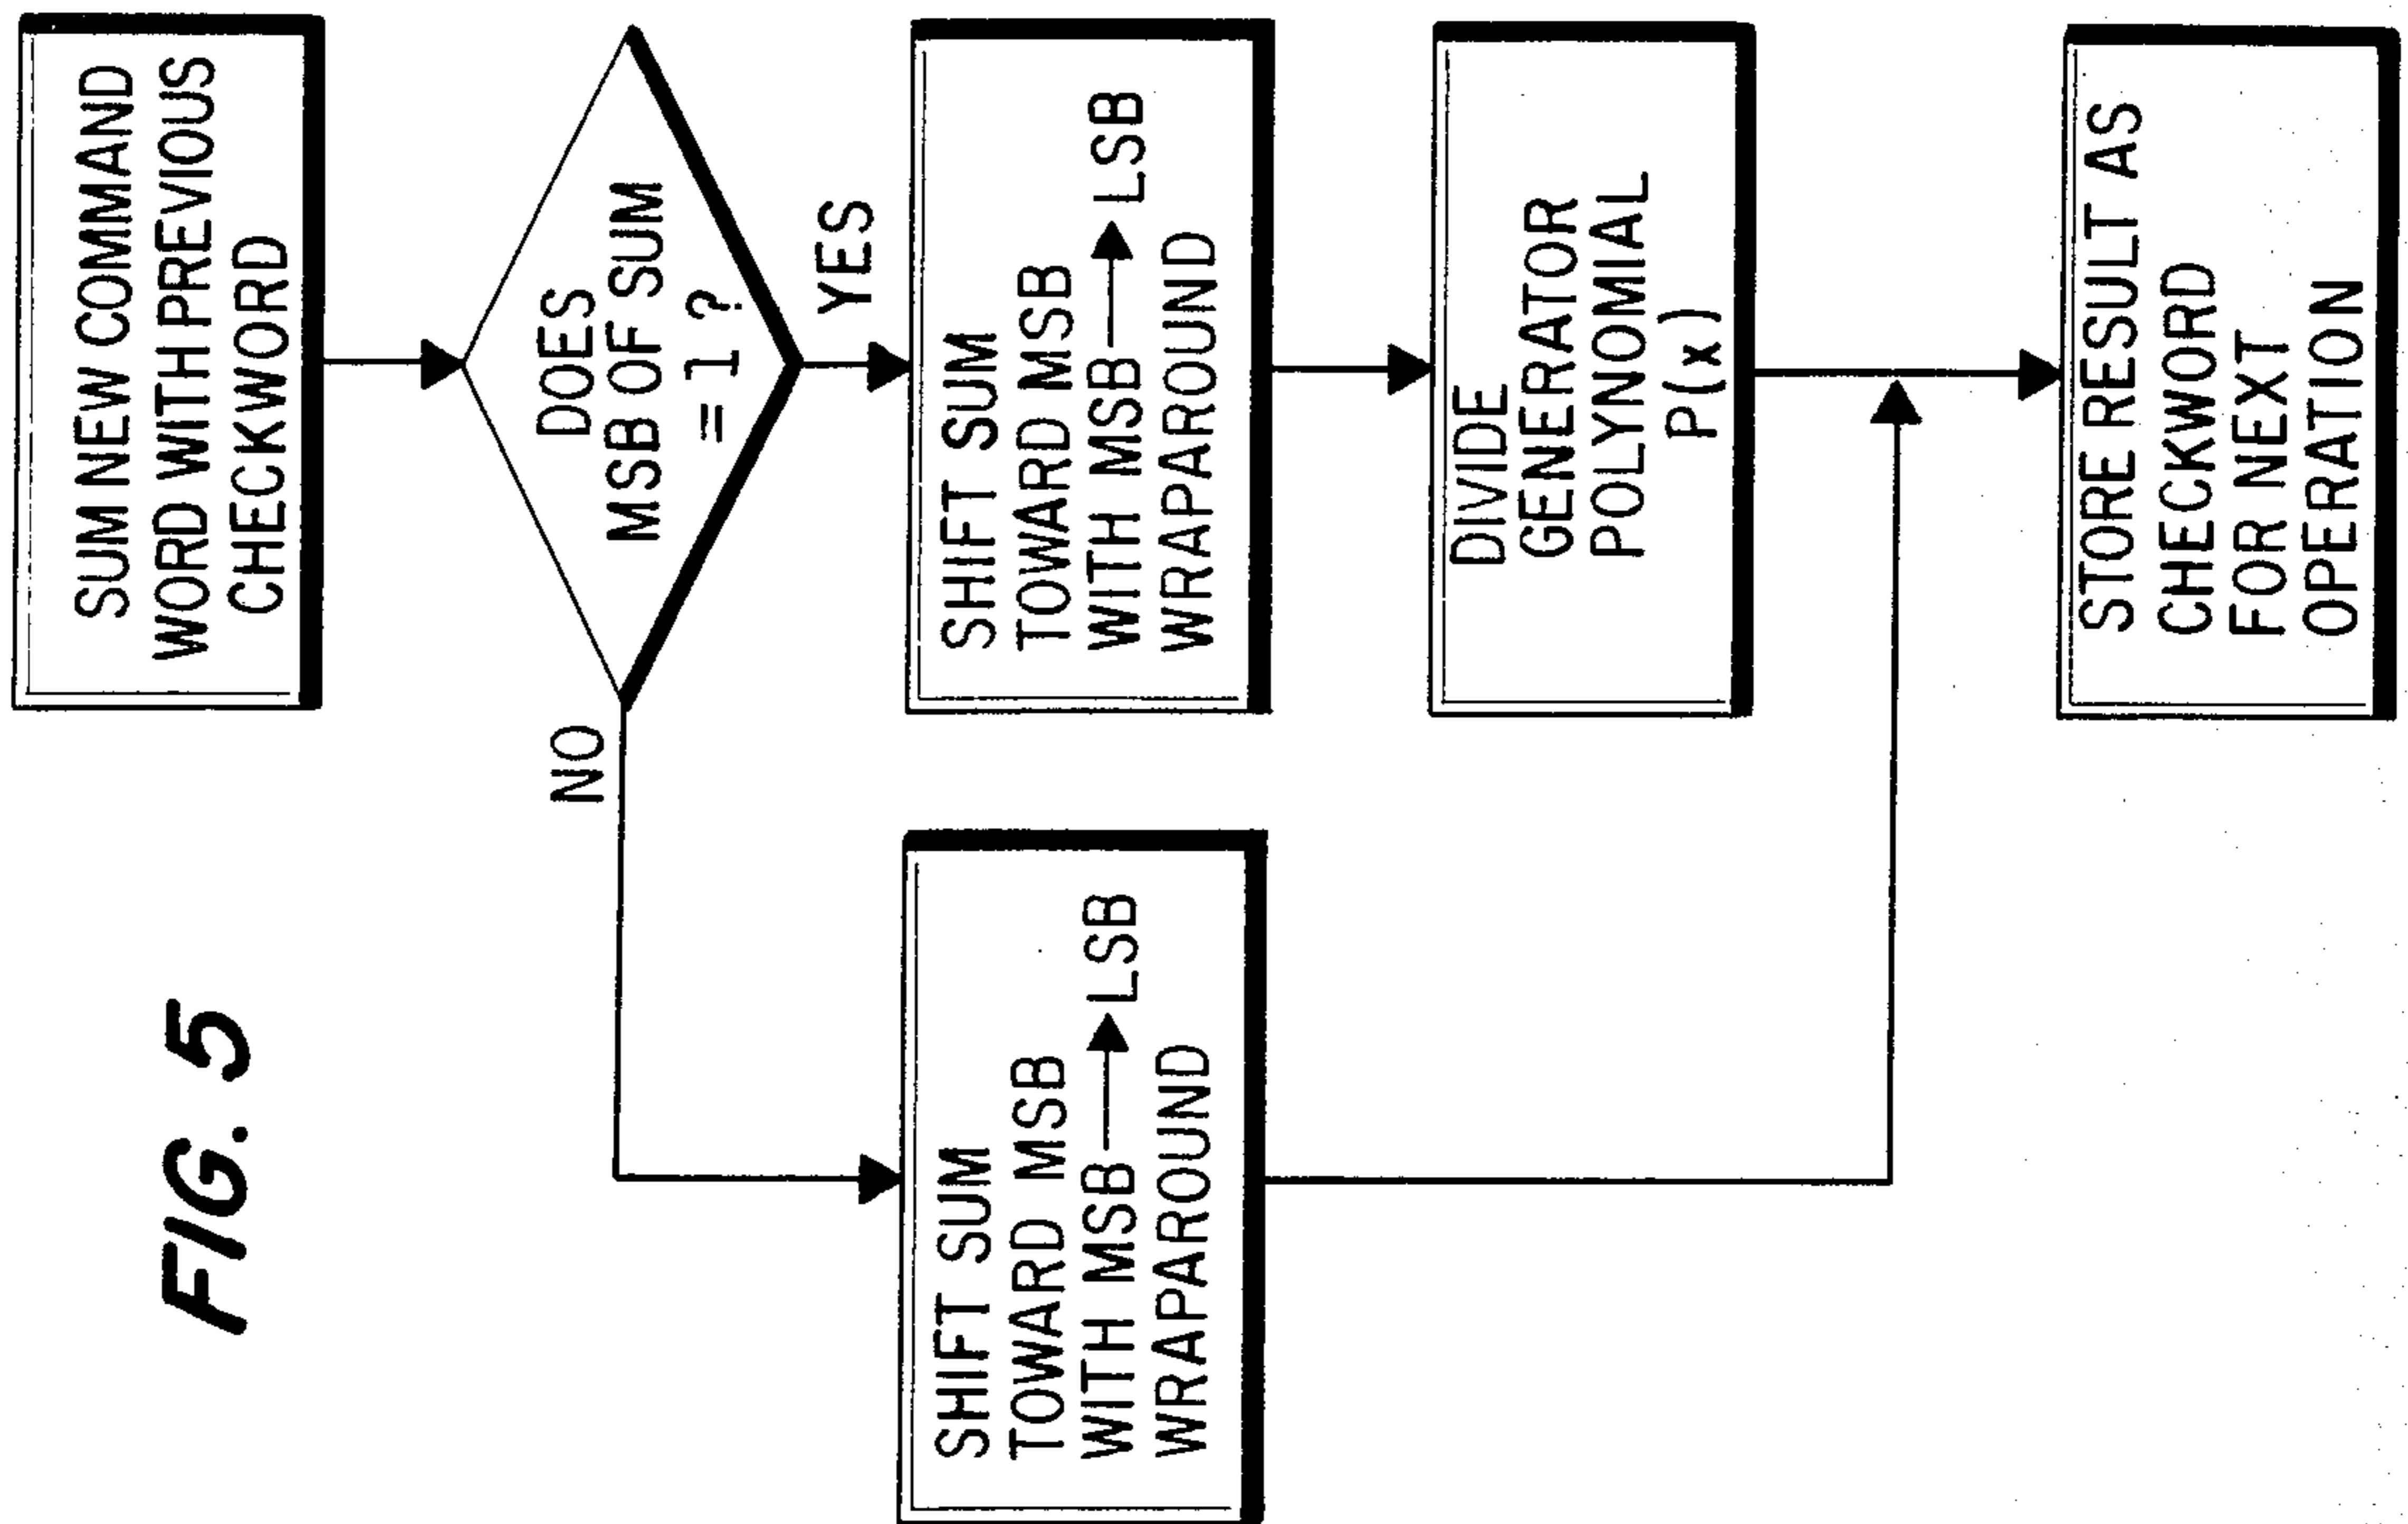 FIG. 5
SUM NEW COMMAND
WORD WITH PREVIOUS
CHECKWORD
DOES
MSB OF SUM
= 1 ?
NO
YES
SHIFT SUM
TOWARD MSB
WITH MSB→LSB
WRAPAROUND
SHIFT SUM
TOWARD MSB
WITH MSB→LSB
WRAPAROUND
DIVIDE
GENERATOR
POLYNOMIAL
P(x)
STORE RESULT AS
CHECKWORD
FOR NEXT
OPERATION